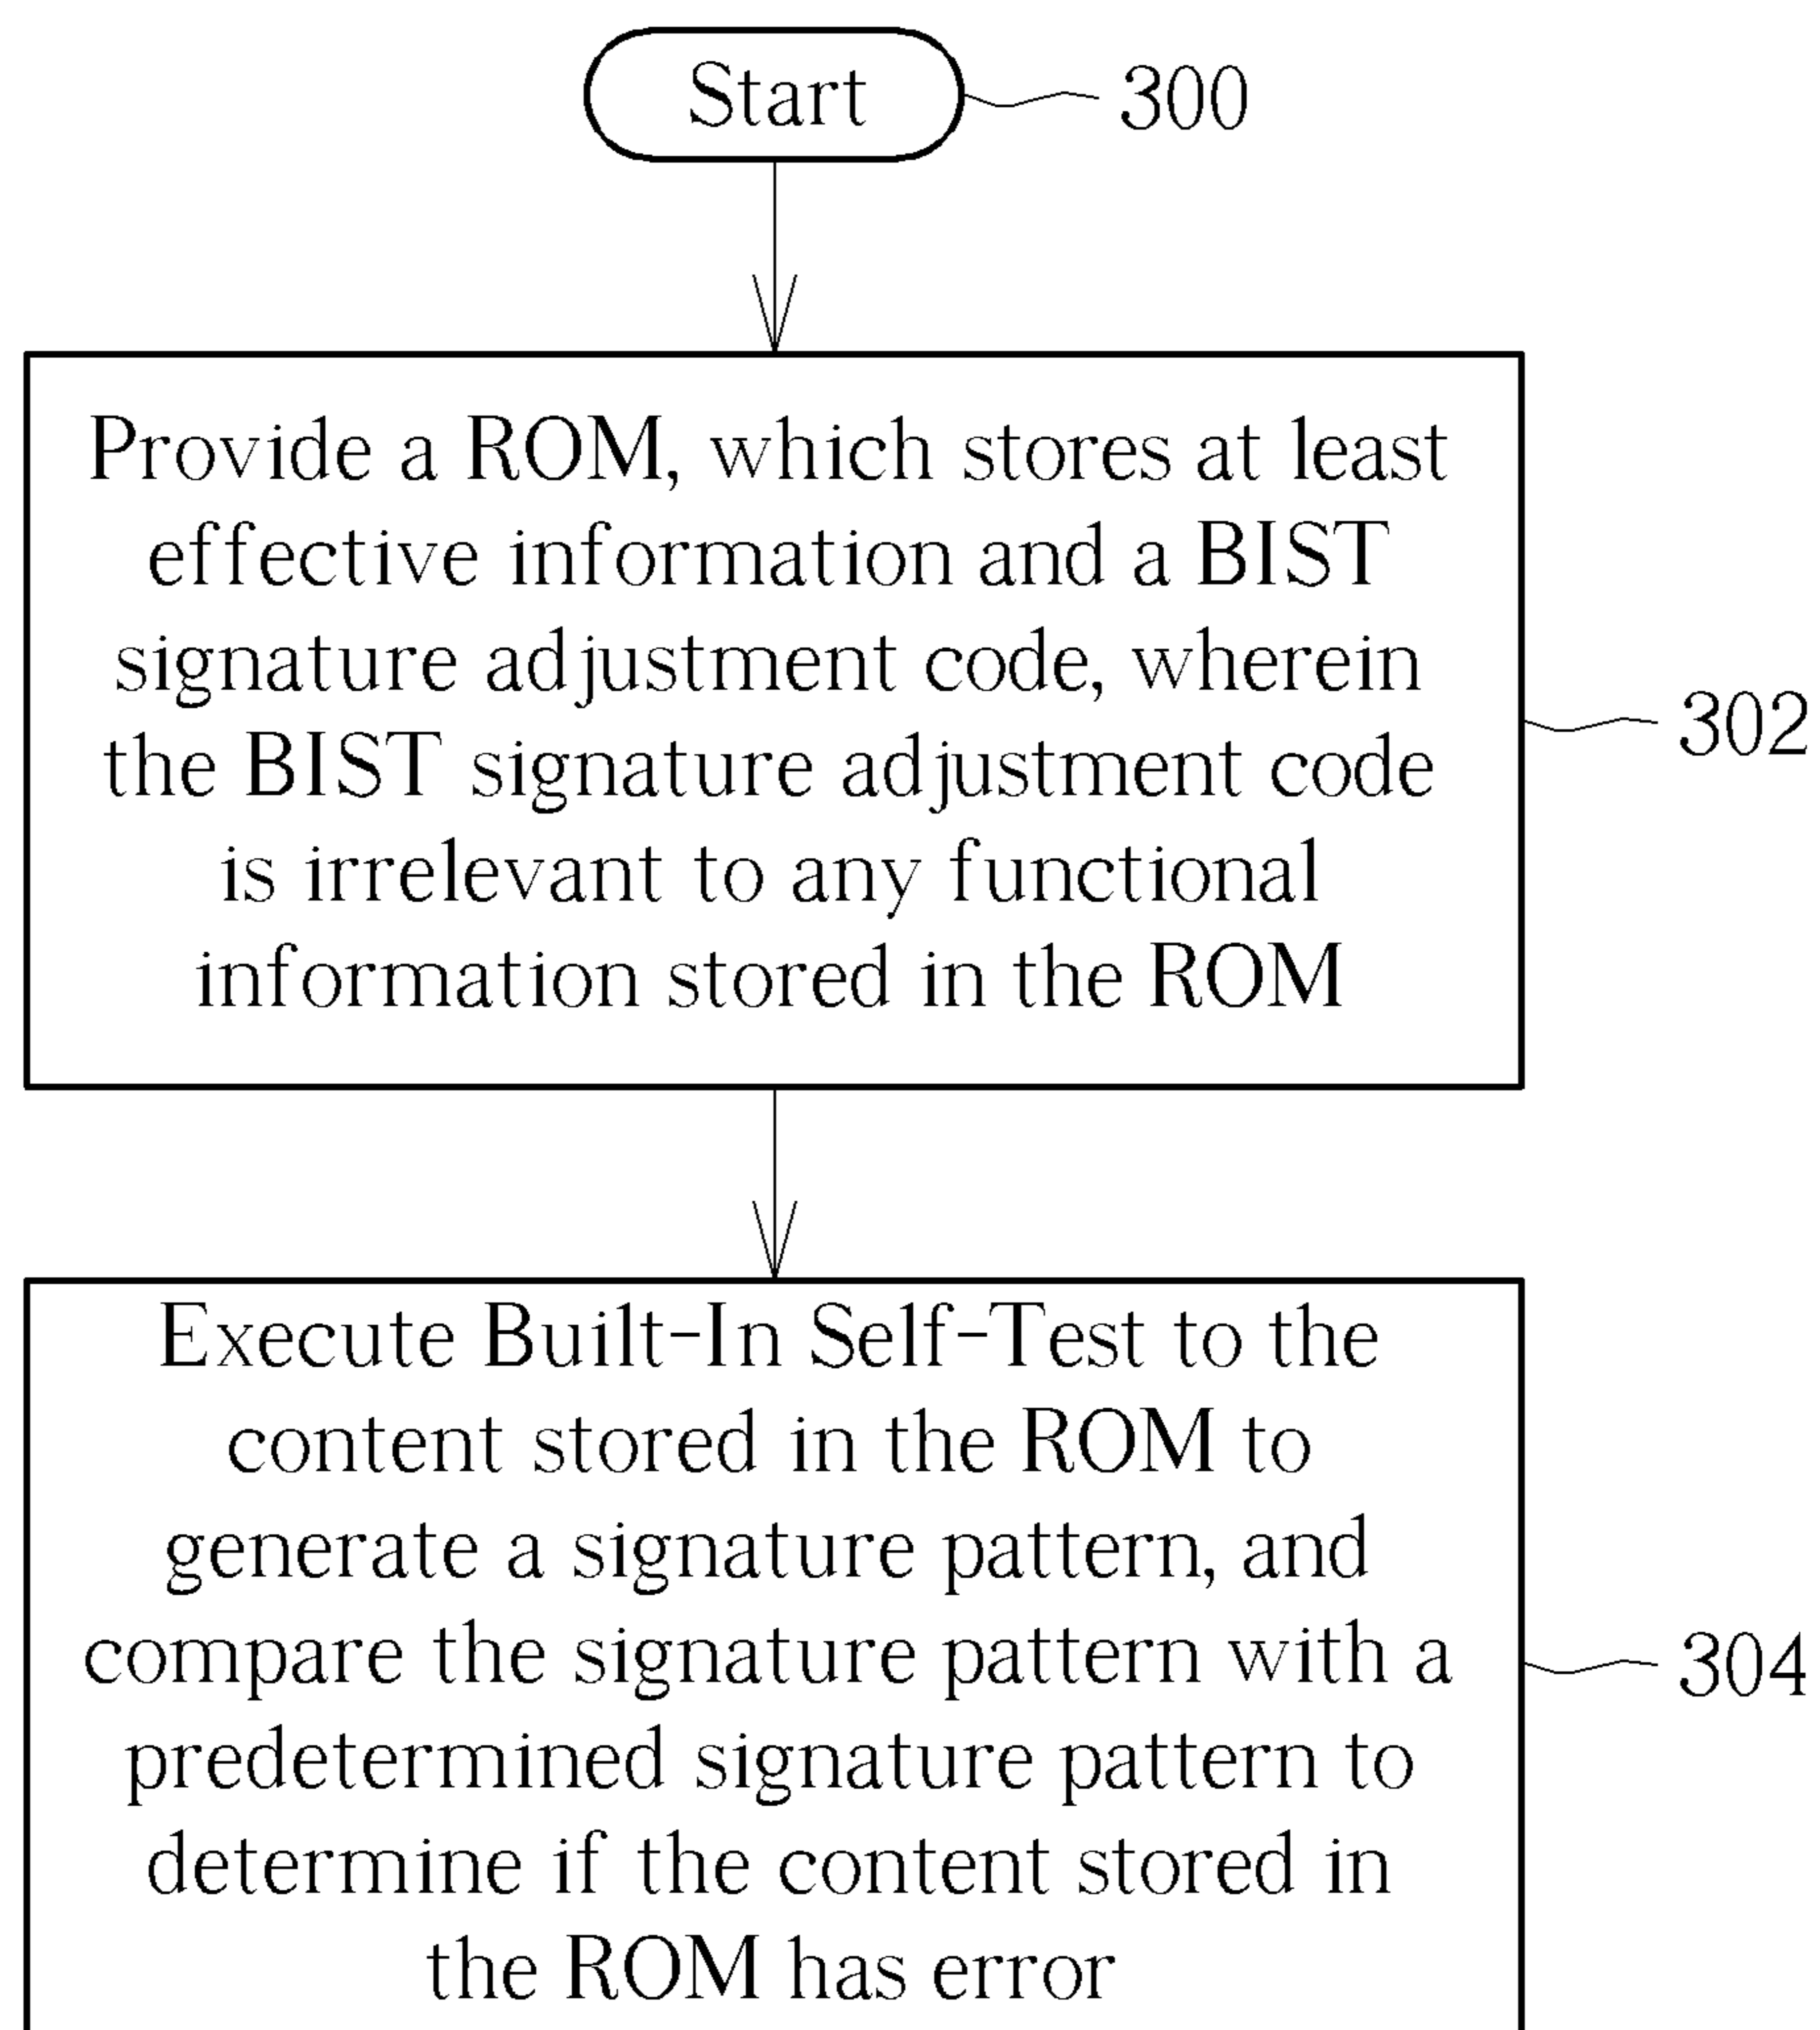 Start
300
Provide a ROM, which stores at least
effective information and a BIST
signature adjustment code, wherein
the BIST signature adjustment code
is irrelevant to any functional
information stored in the ROM
302
Execute Built-In Self-Test to the
content stored in the ROM to
generate a signature pattern, and
compare the signature pattern with a
predetermined signature pattern to
determine if the content stored in
the ROM has error
304